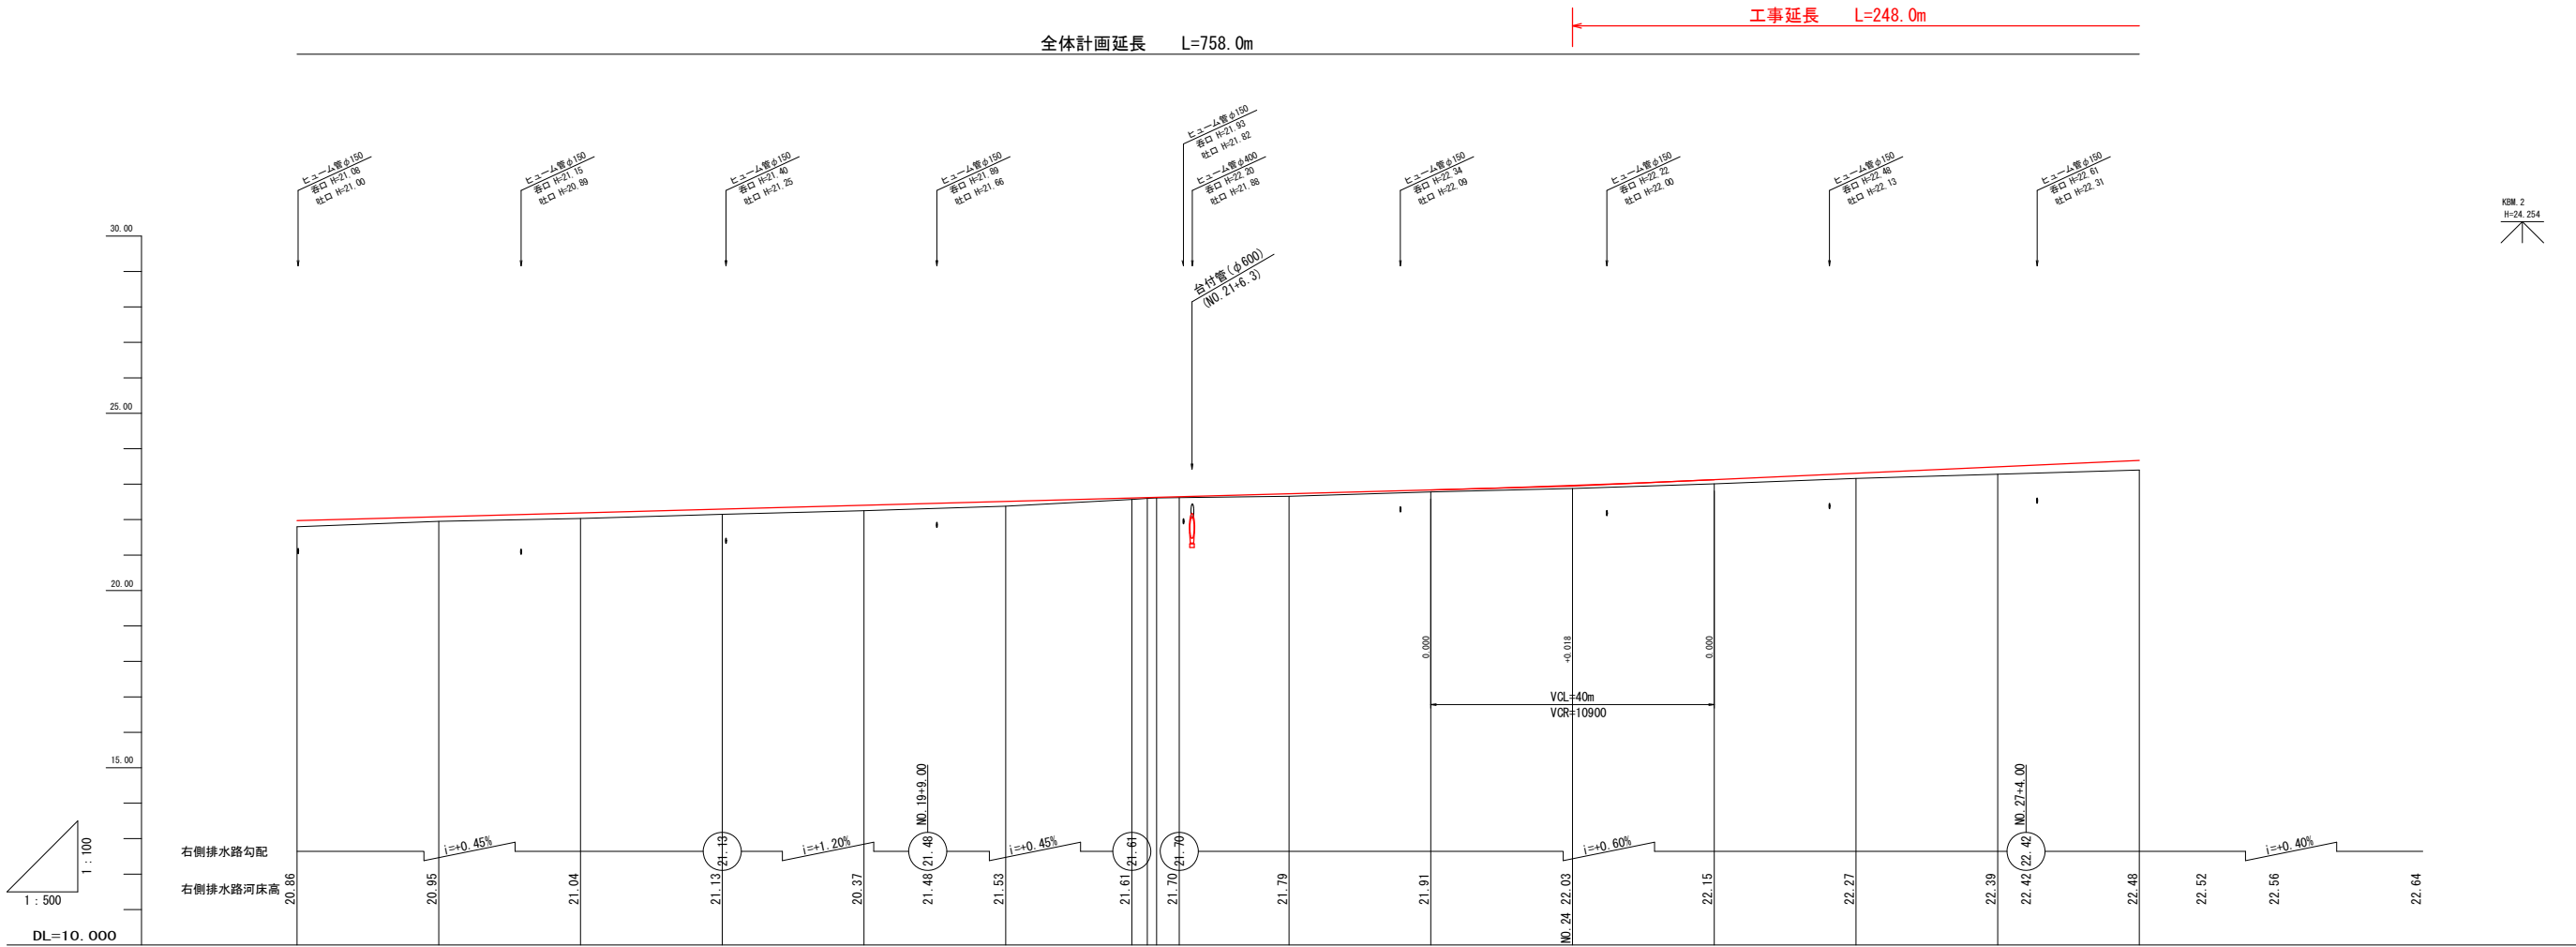 工事延長 L=248.0m
全体計画延長 L=758.0m
ヒューム管φ150
呑口 H=21.93
吐口 H=21.82
ヒューム管φ150
呑口 H=21.08
吐口 H=21.00
ヒューム管φ150
呑口 H=21.15
吐口 H=20.89
ヒューム管φ150
呑口 H=21.40
吐口 H=21.25
ヒューム管φ150
呑口 H=21.89
吐口 H=21.66
ヒューム管φ400
呑口 H=22.20
吐口 H=21.88
ヒューム管φ150
呑口 H=22.34
吐口 H=22.09
ヒューム管φ150
呑口 H=22.22
吐口 H=22.00
ヒューム管φ150
呑口 H=22.48
吐口 H=22.13
ヒューム管φ150
呑口 H=22.61
吐口 H=22.31
KBM.2
H=24.254
台付管(φ600)
(NO.21+6.3)
30.00
25.00
20.00
15.00
0.000
+0.018
0.000
VCL=40m
VCR=10900
NO.19+9.00
NO.27+4.00
右側排水路勾配
i=+0.45%
21.13
i=+1.20%
21.48
i=+0.45%
21.61
21.70
i=+0.60%
22.42
i=+0.40%
右側排水路河床高
20.86
20.95
21.04
21.13
20.37
21.48
21.53
21.61
21.70
21.79
21.91
NO.24 22.03
22.15
22.27
22.39
22.42
22.48
22.52
22.56
22.64
1：100
1：500
DL=10.000